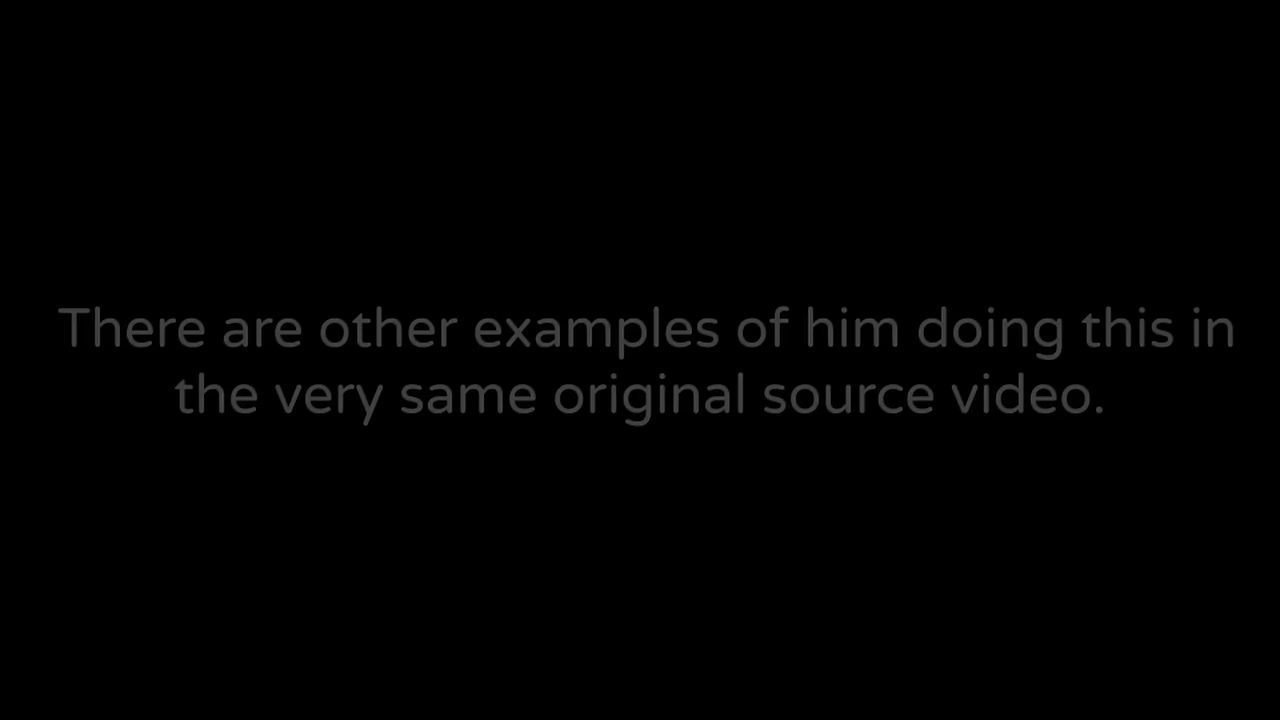 There are other examples of him doing this in
the very same original source video.